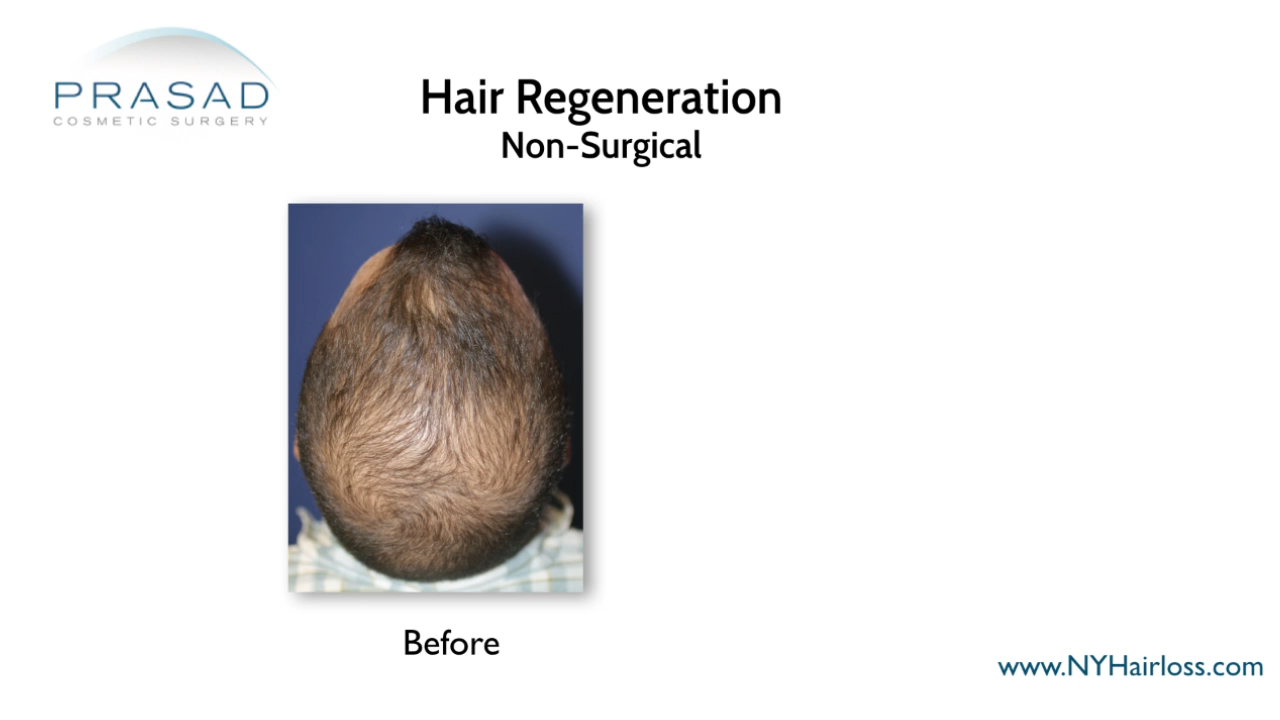 PRASAD
COSMETIC SURGERY
Hair Regeneration
Non-Surgical
Before
www.NYHairloss.com